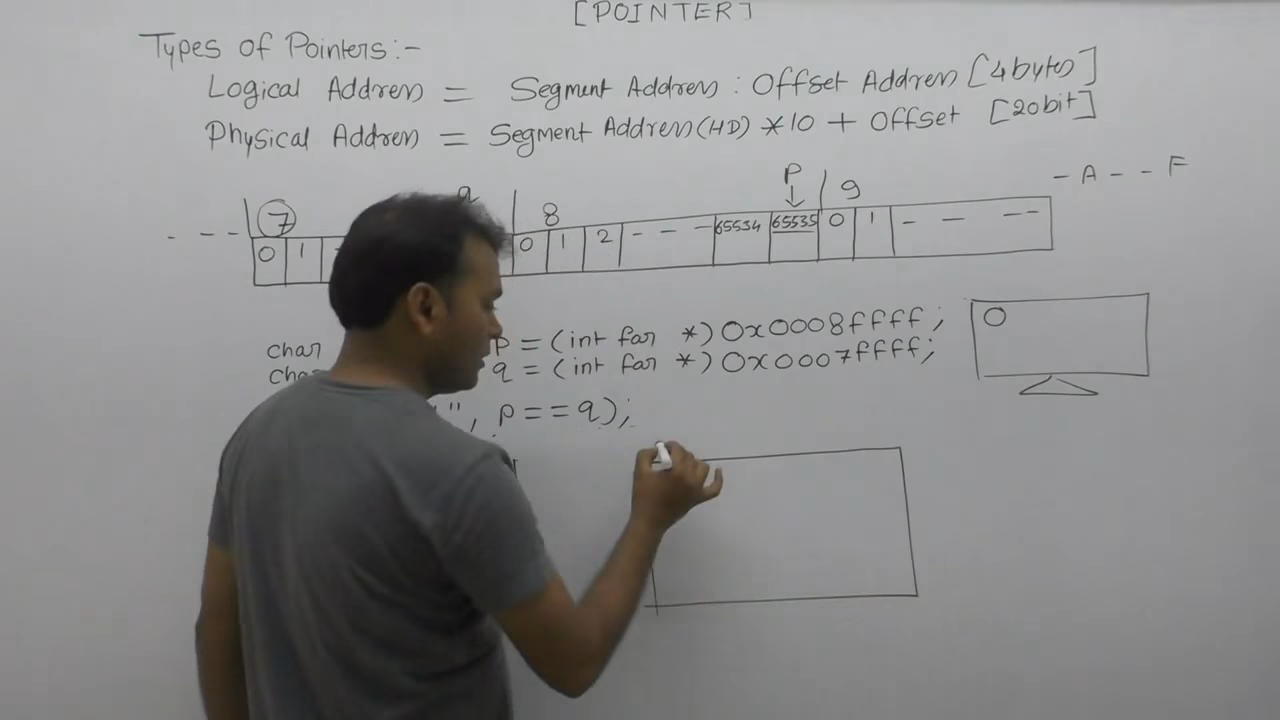 [POINTER]
Types of Pointers:-
Logical Address = Segment Address : Offset Address [4bytes]
Physical Address = Segment Address(HD) *10 + Offset [20bit]
P
- A - - F
- - - 7 q 8 9
0 1 0 1 2 - - - 65534 65535 0 1 - - - -
char P = (int far *) 0x0008ffff;
q = (int far *) 0x0007ffff;
0
", P==q);